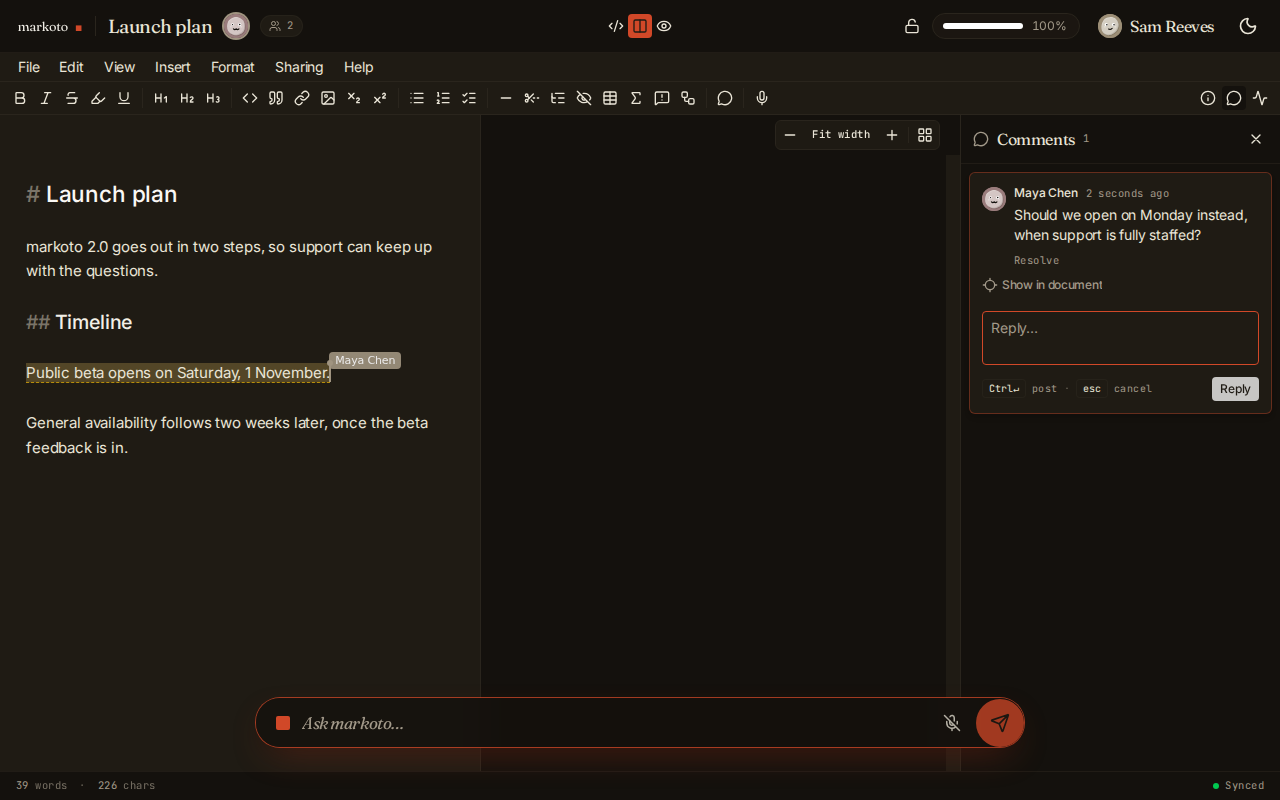 markoto
Launch plan
2
100%
Sam Reeves
File Edit View Insert Format Sharing Help
H1 H2 H3
Fit width
Comments 1
# Launch plan
markoto 2.0 goes out in two steps, so support can keep up
with the questions.
## Timeline
Maya Chen
Public beta opens on Saturday, 1 November.
General availability follows two weeks later, once the beta
feedback is in.
Maya Chen 2 seconds ago
Should we open on Monday instead,
when support is fully staffed?
Resolve
Show in document
Reply...
Ctrl↵ post · esc cancel
Reply
Ask markoto...
39 words · 226 chars
Synced